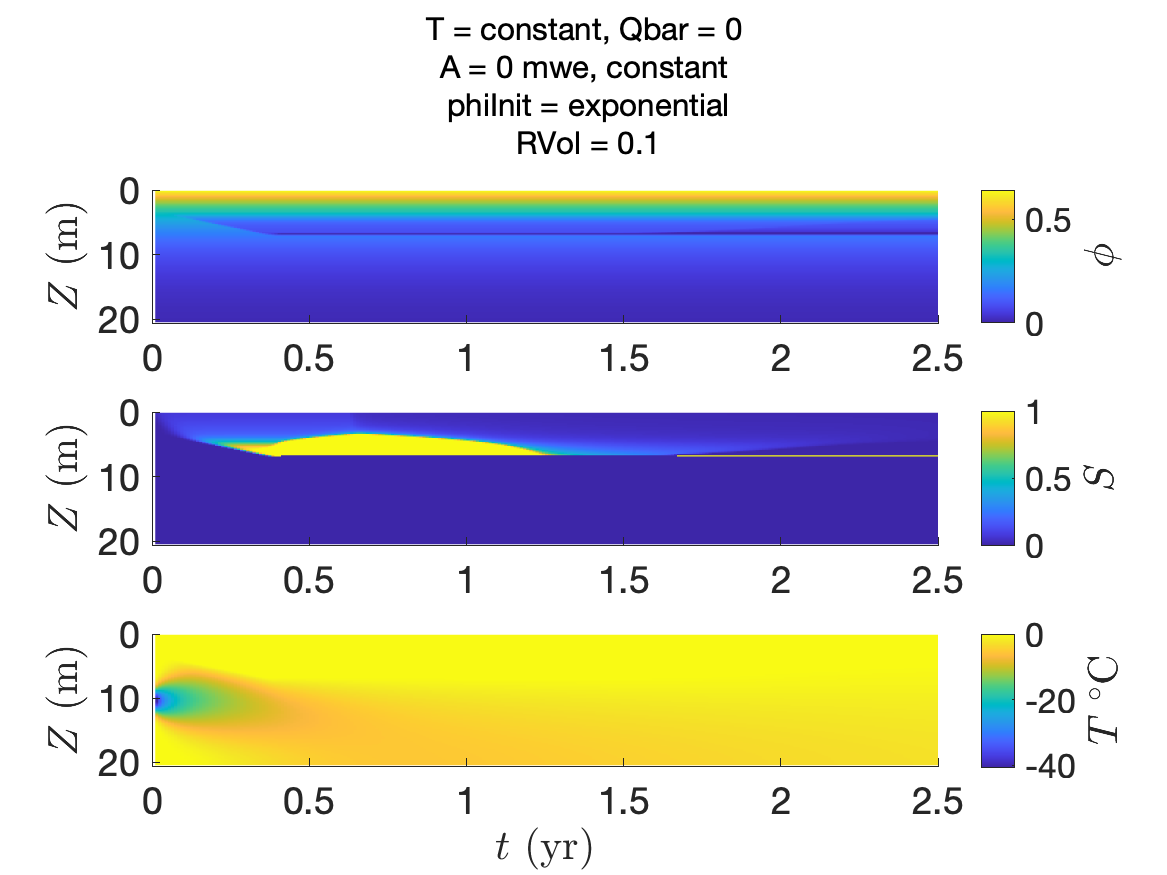 T = constant, Qbar = 0
A = 0 mwe, constant
phiInit = exponential
RVol = 0.1
0
10
20
Z (m)
0 0.5 1 1.5 2 2.5
0.5
0
ϕ
0
10
20
Z (m)
0 0.5 1 1.5 2 2.5
1
0.5
0
S
0
10
20
Z (m)
0 0.5 1 1.5 2 2.5
0
-20
-40
T °C
t (yr)